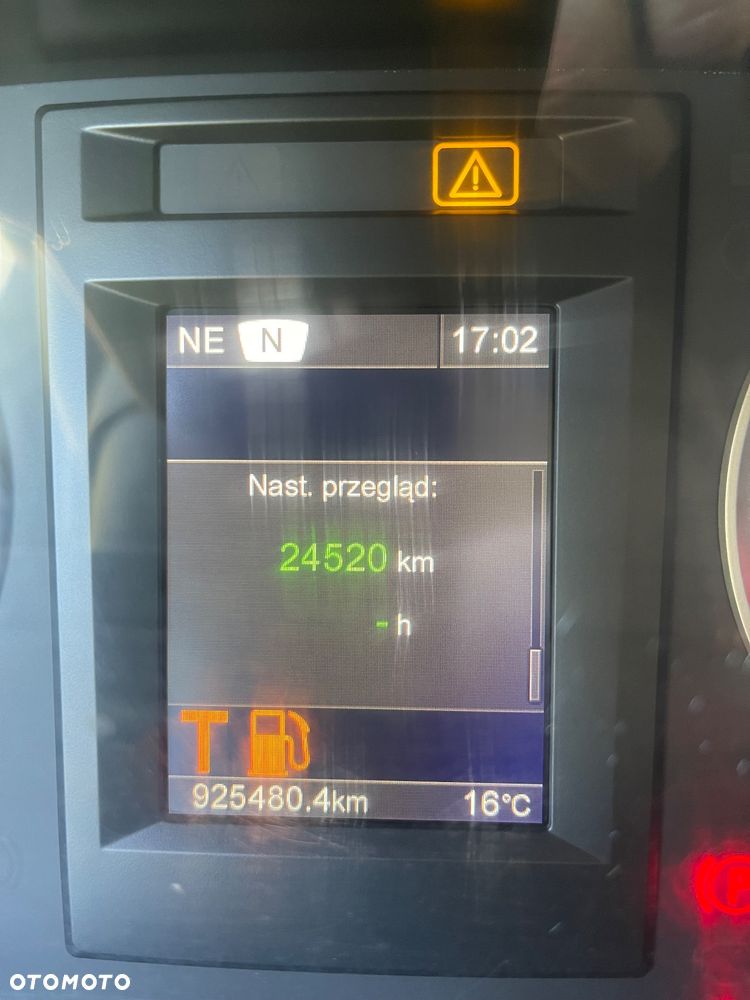 NE N 17:02
Nast. przegląd:
24520 km
- h
T
925480.4km 16°C
P
OTOMOTO